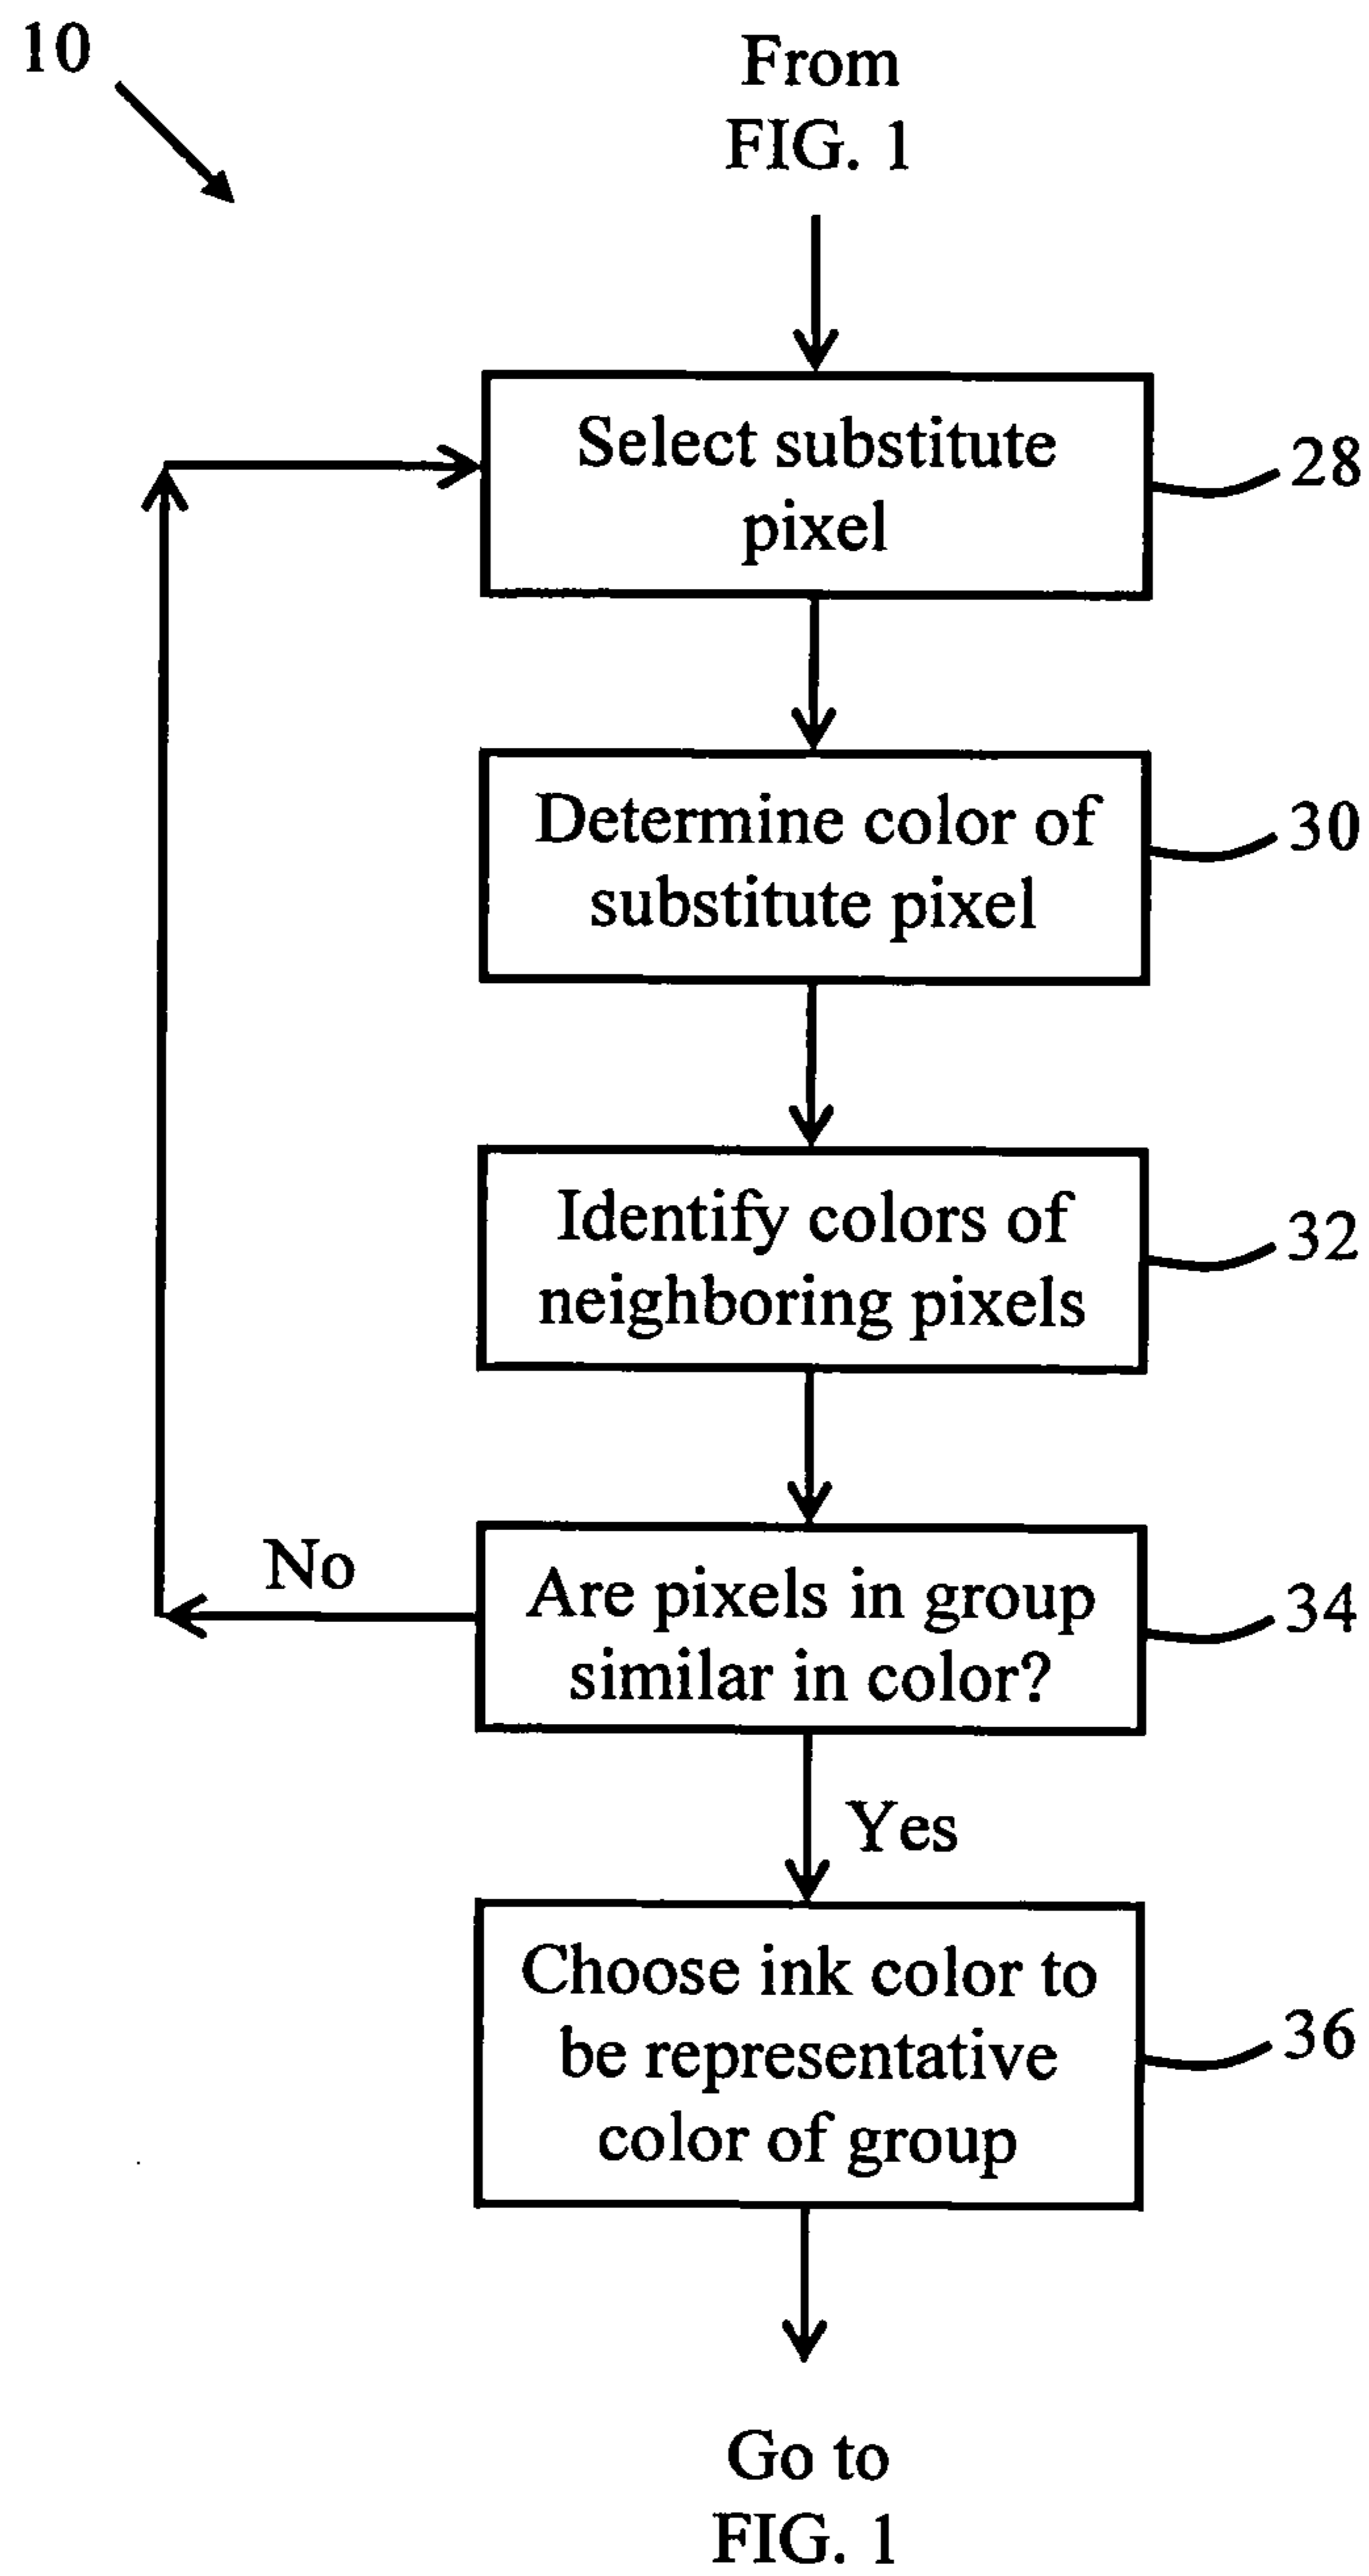 10
From
FIG. 1
Select substitute
pixel
28
Determine color of
substitute pixel
30
Identify colors of
neighboring pixels
32
No
Are pixels in group
similar in color?
34
Yes
Choose ink color to
be representative
color of group
36
Go to
FIG. 1